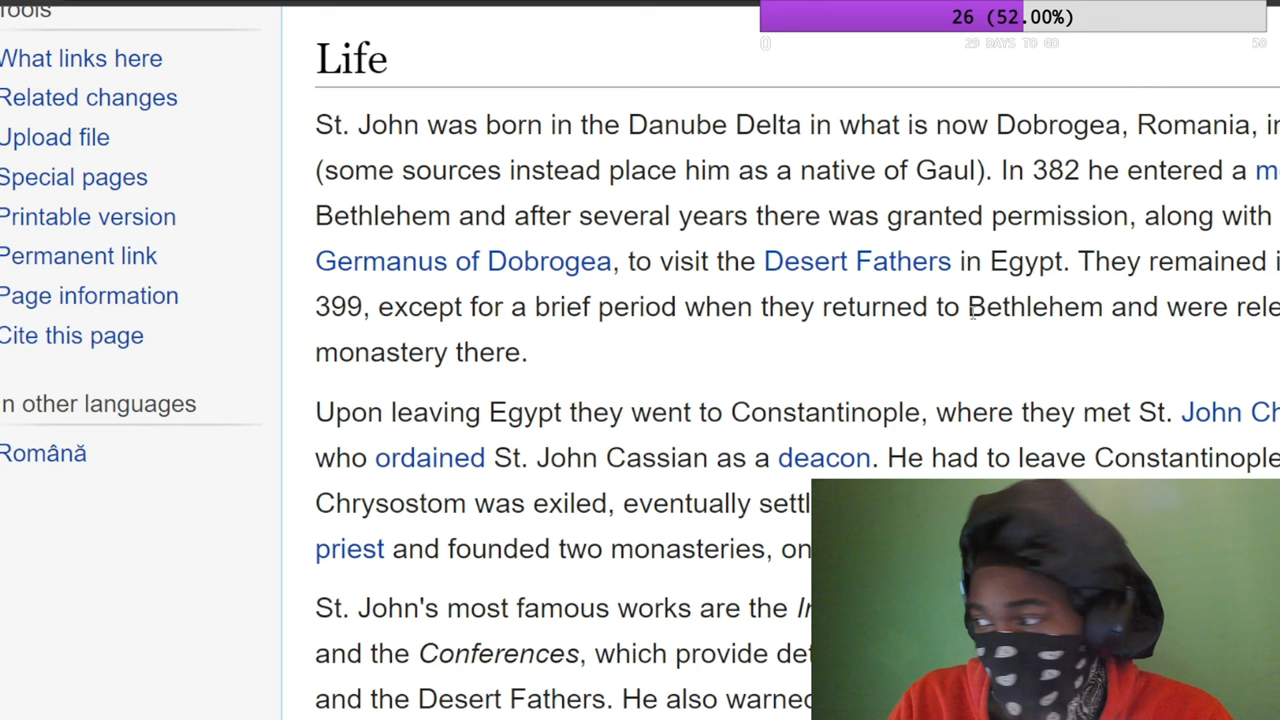 Tools
What links here
Related changes
Upload file
Special pages
Printable version
Permanent link
Page information
Cite this page
In other languages
Română
26 (52.00%)
0 29 DAYS TO GO 50
Life
St. John was born in the Danube Delta in what is now Dobrogea, Romania, in
(some sources instead place him as a native of Gaul). In 382 he entered a
Bethlehem and after several years there was granted permission, along with
Germanus of Dobrogea, to visit the Desert Fathers in Egypt. They remained
399, except for a brief period when they returned to Bethlehem and were
monastery there.
Upon leaving Egypt they went to Constantinople, where they met St. John
who ordained St. John Cassian as a deacon. He had to leave Constantinople
Chrysostom was exiled, eventually
priest and founded two monasteries,
St. John's most famous works are the
and the Conferences, which provide
and the Desert Fathers. He also warned